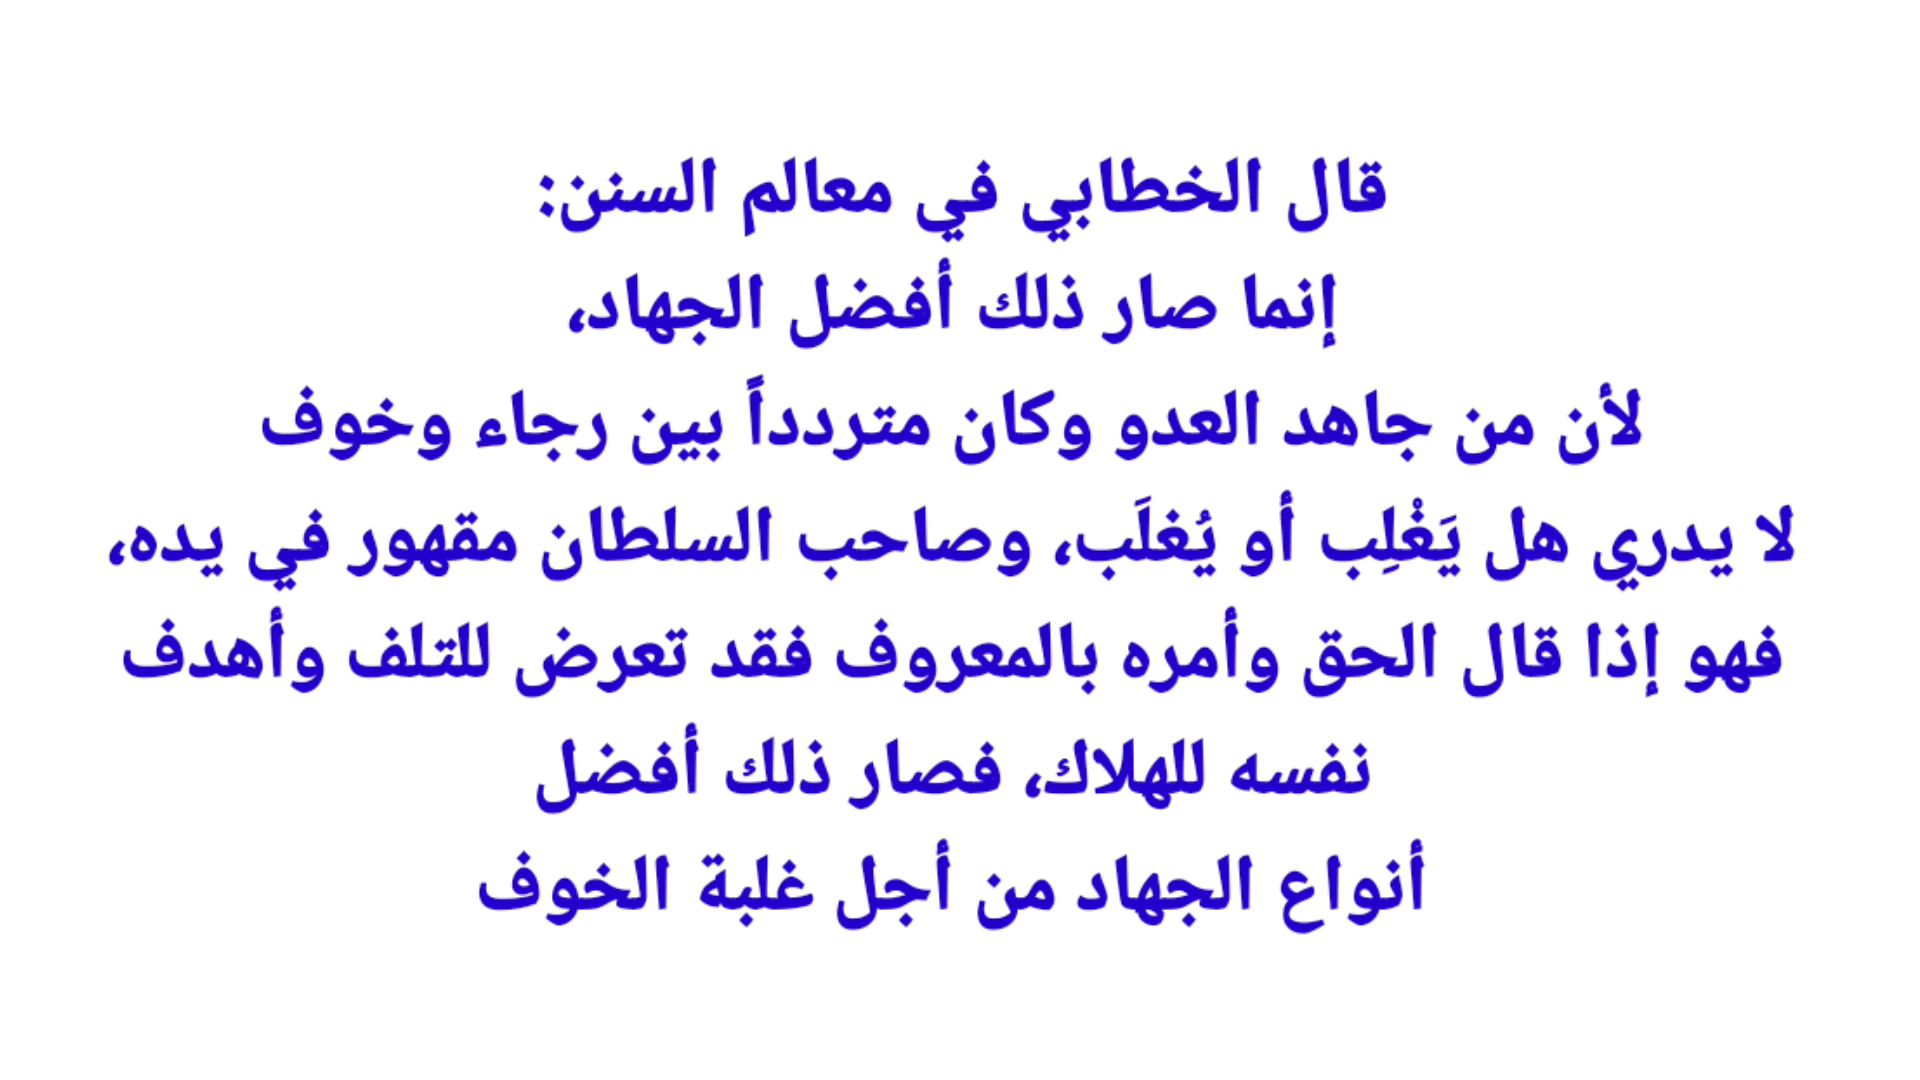 قال الخطابي في معالم السنن:
إنما صار ذلك أفضل الجهاد،
لأن من جاهد العدو وكان متردداً بين رجاء وخوف
لا يدري هل يَغْلِب أو يُغلَب، وصاحب السلطان مقهور في يده،
فهو إذا قال الحق وأمره بالمعروف فقد تعرض للتلف وأهدف
نفسه للهلاك، فصار ذلك أفضل
أنواع الجهاد من أجل غلبة الخوف